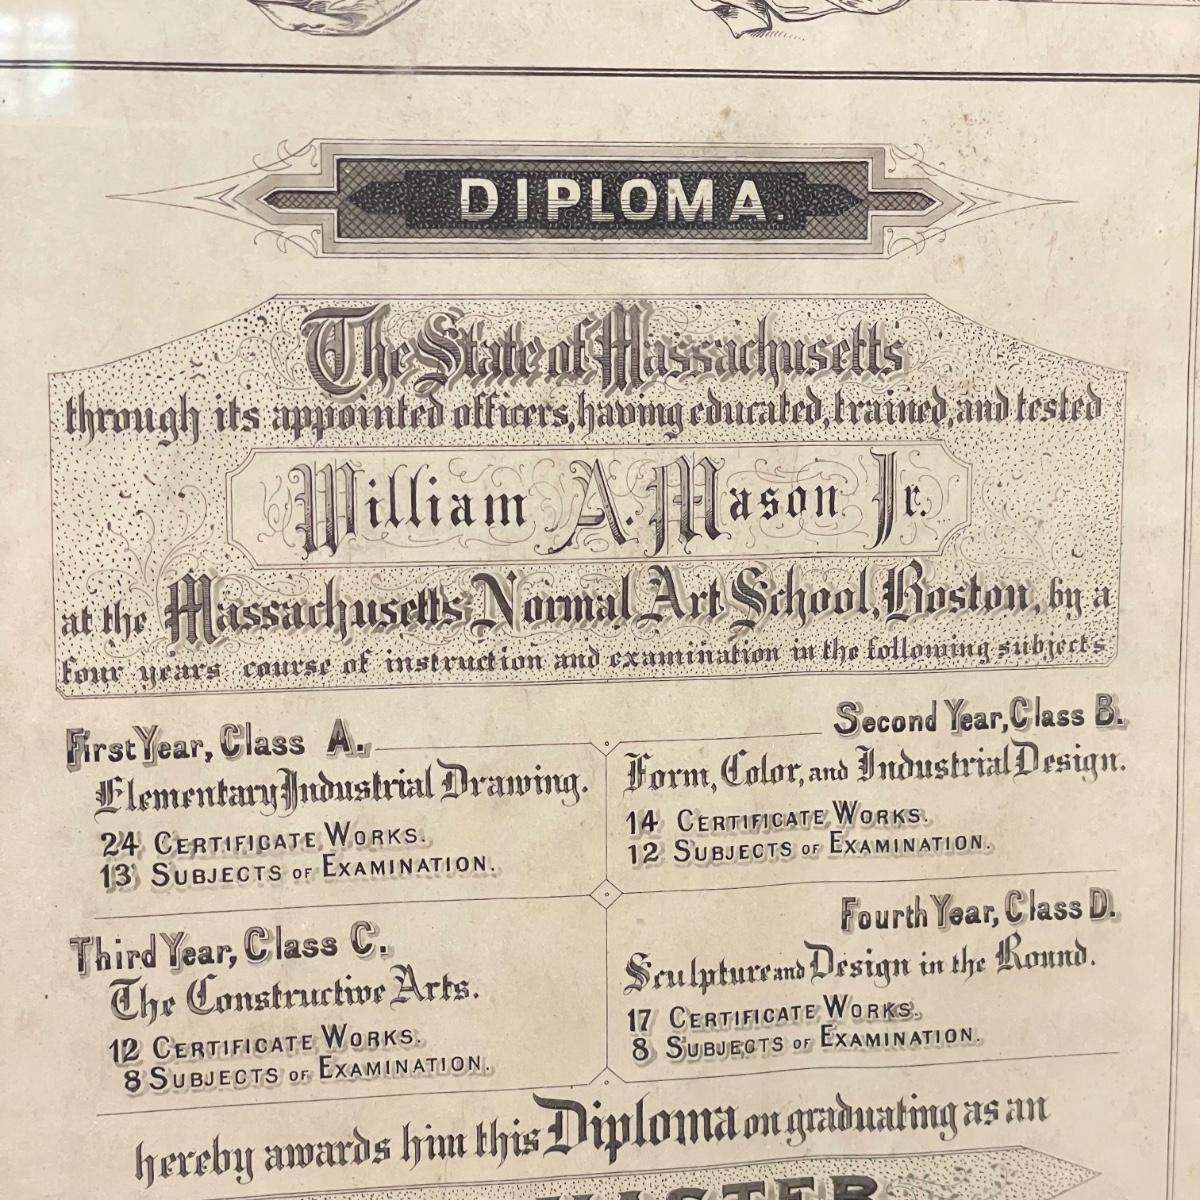 DIPLOMA.
The State of Massachusetts
through its appointed officers, having educated, trained, and tested
William A. Mason Jr.
at the Massachusetts Normal Art School, Boston, by a
four years course of instruction and examination in the following subjects
First Year, Class A.
Elementary Industrial Drawing.
24 CERTIFICATE WORKS.
13 SUBJECTS OF EXAMINATION.
Second Year, Class B.
Form, Color, and Industrial Design.
14 CERTIFICATE WORKS.
12 SUBJECTS OF EXAMINATION.
Third Year, Class C.
The Constructive Arts.
12 CERTIFICATE WORKS.
8 SUBJECTS OF EXAMINATION.
Fourth Year, Class D.
Sculpture and Design in the Round.
17 CERTIFICATE WORKS.
8 SUBJECTS OF EXAMINATION.
hereby awards him this Diploma on graduating as an
MASTER